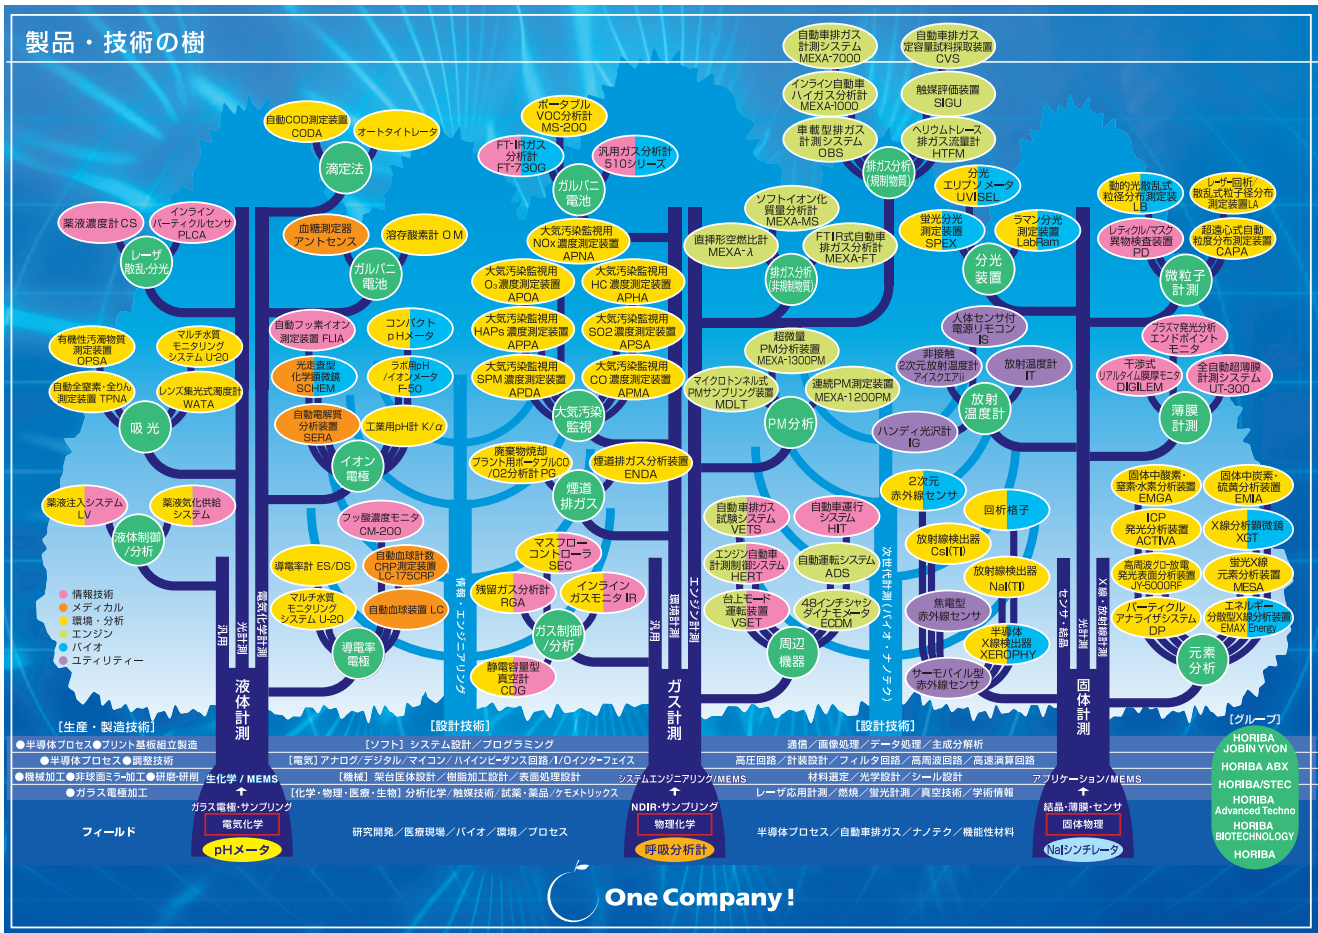 製品・技術の樹
自動車排ガス
計測システム
MEXA-7000
自動車排ガス
定容量試料採取装置
CVS
インライン自動車
ハイガス分析計
MEXA-1000
触媒評価装置
SIGU
車載型排ガス
計測システム
OBS
ヘリウムトレース
排ガス流量計
HTFM
排ガス分析
(規制物質)
ポータブル
VOC分析計
MS-200
FT-IRガス
分析計
FT-730G
汎用ガス分析計
510シリーズ
ガルバニ
電池
自動COD測定装置
CODA
オートタイトレータ
滴定法
薬液濃度計CS
インライン
パーティクルセンサ
PLCA
レーザ
散乱・分光
血糖測定器
アントセンス
溶存酸素計 OM
ガルバニ
電池
大気汚染監視用
NOx濃度測定装置
APNA
大気汚染監視用
O₃濃度測定装置
APOA
大気汚染監視用
HC濃度測定装置
APHA
大気汚染監視用
HAPs濃度測定装置
APPA
大気汚染監視用
SO2濃度測定装置
APSA
大気汚染監視用
SPM濃度測定装置
APDA
大気汚染監視用
CO濃度測定装置
APMA
大気汚染
監視
ソフトイオン化
質量分析計
MEXA-MS
直挿形空燃比計
MEXA-λ
FTIR式自動車
排ガス分析計
MEXA-FT
排ガス分析
(非規制物質)
分光
エリプソメータ
UVISEL
蛍光分光
測定装置
SPEX
ラマン分光
測定装置
LabRam
分光
装置
動的光散乱式
粒径分布測定装
LB
レーザー回析/
散乱式粒子径分布
測定装置LA
レティクル/マスク
異物検査装置
PD
超遠心式自動
粒度分布測定装置
CAPA
微粒子
計測
有機性汚濁物質
測定装置
OPSA
マルチ水質
モニタリング
システム U-20
自動全窒素・全りん
測定装置 TPNA
レンズ集光式濁度計
WATA
吸光
自動フッ素イオン
測定装置 FLIA
コンパクト
pHメータ
光走査型
化学顕微鏡
SCHEM
ラボ用pH
/イオンメータ
F-50
自動電解質
分析装置
SERA
工業用pH計 K/α
イオン
電極
超微量
PM分析装置
MEXA-1300PM
マイクロトンネル式
PMサンプリング装置
MDLT
連続PM測定装置
MEXA-1200PM
PM分析
人体センサ付
電源リモコン
IS
非接触
2次元放射温度計
アイスクエアii
放射温度計
IT
ハンディ光沢計
IG
放射
温度計
プラズマ発光分析
エンドポイント
モニタ
干渉式
リアルタイム膜厚モニタ
DIGILEM
全自動超薄膜
計測システム
UT-300
薄膜
計測
廃棄物焼却
プラント用ポータブルCO
/O2分析計 PG
煙道排ガス分析装置
ENDA
煙道
排ガス
薬液注入システム
LV
薬液気化供給
システム
液体制御
/分析
フッ酸濃度モニタ
CM-200
導電率計 ES/DS
自動血球計数
CRP測定装置
LC-175CRP
マルチ水質
モニタリング
システム U-20
自動血球装置 LC
導電率
電極
マスフロー
コントローラ
SEC
残留ガス分析計
RGA
インライン
ガスモニタ IR
静電容量型
真空計
CDG
ガス制御
/分析
自動車排ガス
試験システム
VETS
自動車運行
システム
HIT
エンジン自動車
計測制御システム
HERT
自動運転システム
ADS
台上モード
運転装置
VSET
48インチシャシ
ダイナモメータ
ECDM
周辺
機器
2次元
赤外線センサ
回析格子
放射線検出器
CsI(TI)
放射線検出器
NaI(TI)
焦電型
赤外線センサ
半導体
X線検出器
XEROPHY
サーモパイル型
赤外線センサ
固体中酸素・
窒素・水素分析装置
EMGA
固体中炭素・
硫黄分析装置
EMIA
ICP
発光分析装置
ACTIVA
X線分析顕微鏡
XGT
高周波グロー放電
発光表面分析装置
JY-5000RF
蛍光X線
元素分析装置
MESA
パーティクル
アナライザシステム
DP
エネルギー
分散型X線分析装置
EMAX Energy
元素
分析
情報技術
メディカル
環境・分析
エンジン
バイオ
ユティリティー
汎用
光計測
電気化学計測
液体計測
情報・エンジニアリング
汎用
環境計測
エンジン計測
ガス計測
次世代計測(バイオ・ナノテク)
センサ・結晶
光計測
X線・放射線計測
固体計測
[生産・製造技術]
[設計技術]
[設計技術]
[グループ]
●半導体プロセス●プリント基板組立製造
[ソフト] システム設計/プログラミング
通信/画像処理/データ処理/主成分解析
●半導体プロセス●調整技術
[電気]アナログ/デジタル/マイコン/ハイインピーダンス回路/I/Oインターフェイス
高圧回路/計装設計/フィルタ回路/高周波回路/高速演算回路
●機械加工●非球面ミラー加工●研磨・研削
生化学/MEMS
[機械] 架台筐体設計/樹脂加工設計/表面処理設計
システムエンジニアリング/MEMS
材料選定/光学設計/シール設計
アプリケーション/MEMS
●ガラス電極加工
[化学・物理・医療・生物] 分析化学/触媒技術/試薬・薬品/ケモメトリックス
レーザ応用計測/燃焼/蛍光計測/真空技術/学術情報
ガラス電極・サンプリング
NDIR・サンプリング
結晶・薄膜・センサ
フィールド
電気化学
研究開発/医療現場/バイオ/環境/プロセス
物理化学
半導体プロセス/自動車排ガス/ナノテク/機能性材料
固体物理
pHメータ
呼吸分析計
NaIシンチレータ
HORIBA
JOBIN YVON
HORIBA ABX
HORIBA/STEC
HORIBA
Advanced Techno
HORIBA
BIOTECHNOLOGY
HORIBA
One Company!